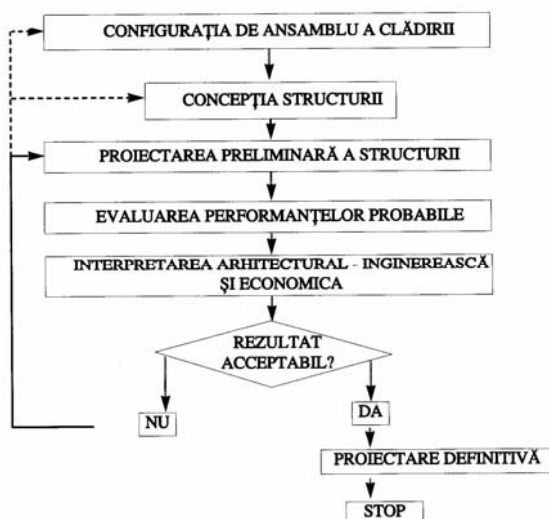 CONFIGURAȚIA DE ANSAMBLU A CLĂDIRII
CONCEPȚIA STRUCTURII
PROIECTAREA PRELIMINARĂ A STRUCTURII
EVALUAREA PERFORMANȚELOR PROBABILE
INTERPRETAREA ARHITECTURAL - INGINEREASCĂ
ȘI ECONOMICA
REZULTAT
ACCEPTABIL?
NU
DA
PROIECTARE DEFINITIVĂ
STOP